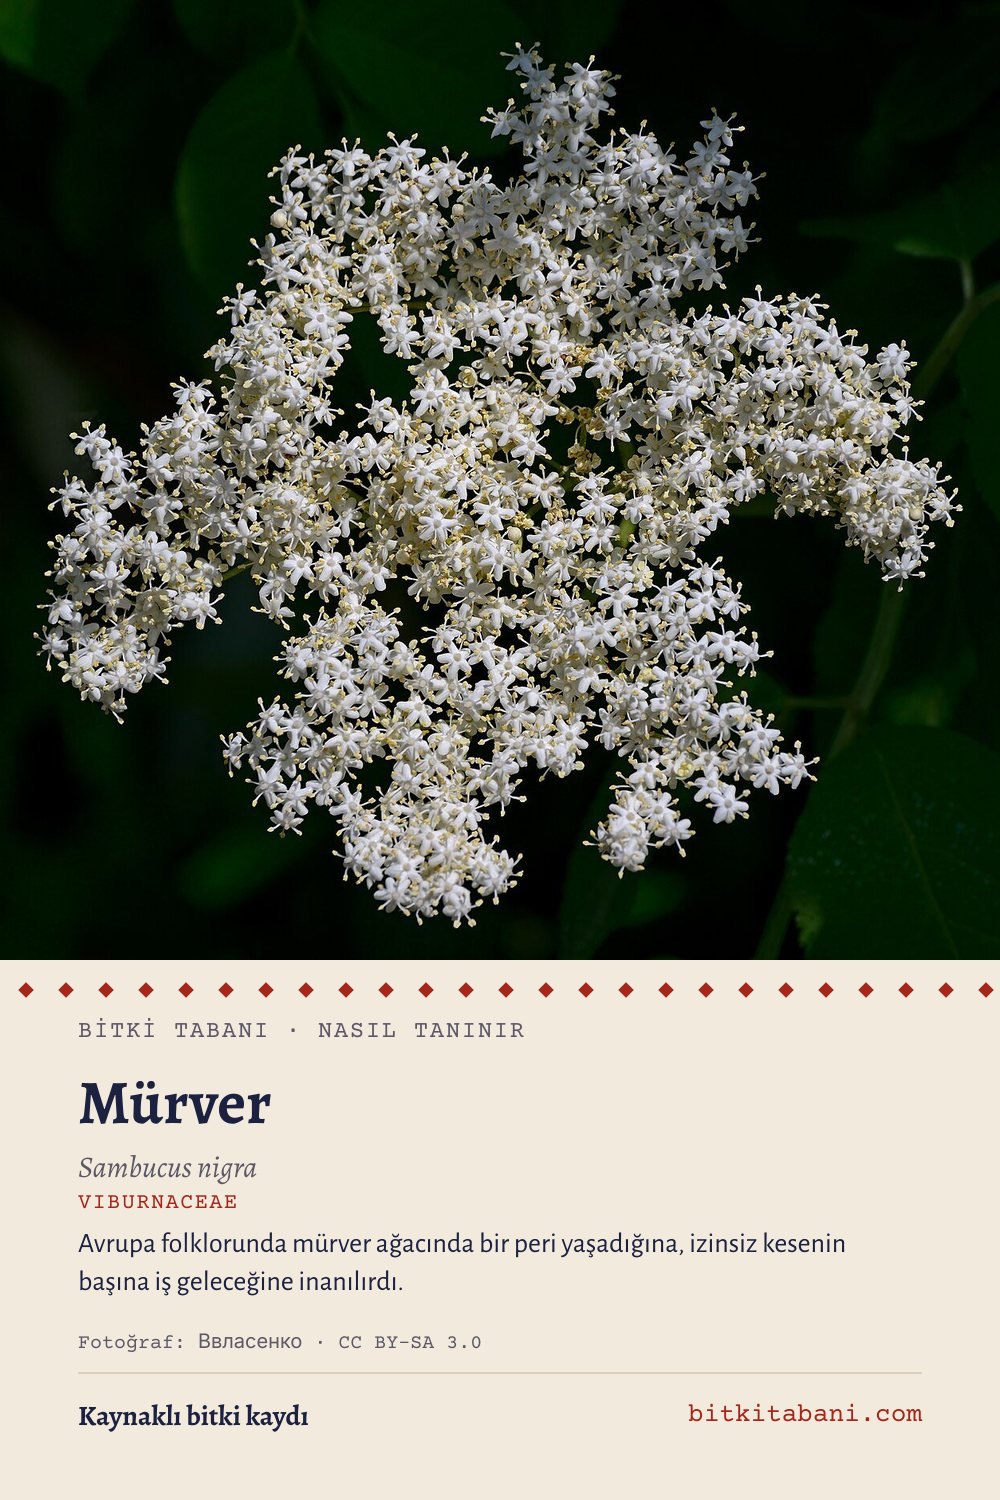 BİTKİ TABANI · NASIL TANINIR
Mürver
Sambucus nigra
VIBURNACEAE
Avrupa folklorunda mürver ağacında bir peri yaşadığına, izinsiz kesenin
başına iş geleceğine inanılırdı.
Fotoğraf: Ввласенко · CC BY-SA 3.0
Kaynaklı bitki kaydı
bitkitabani.com